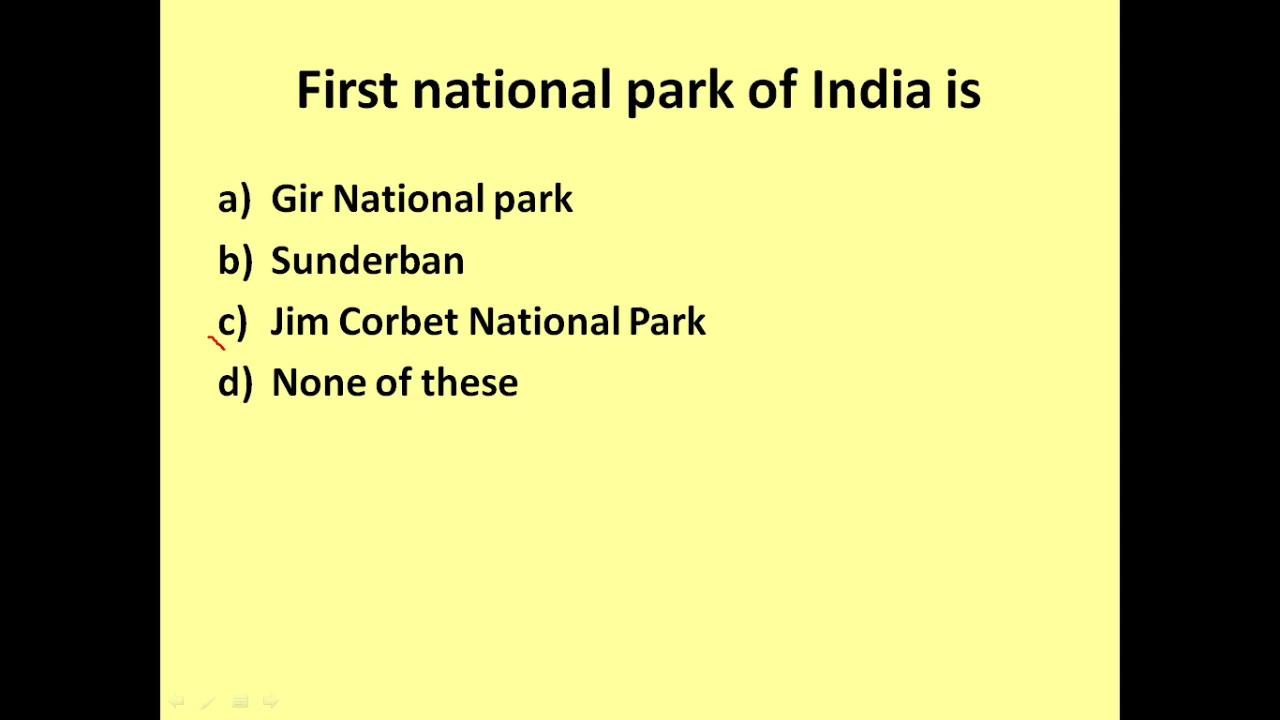 First national park of India is
a) Gir National park
b) Sunderban
c) Jim Corbet National Park
d) None of these